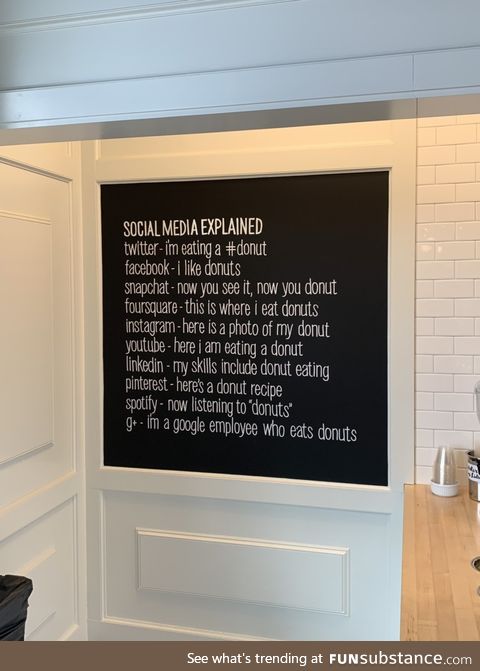 SOCIAL MEDIA EXPLAINED
twitter - i'm eating a #donut
facebook - i like donuts
snapchat - now you see it, now you donut
foursquare - this is where i eat donuts
instagram - here is a photo of my donut
youtube - here i am eating a donut
linkedin - my skills include donut eating
pinterest - here's a donut recipe
spotify - now listening to "donuts"
g+ - i'm a google employee who eats donuts
See what's trending at FUNsubstance.com